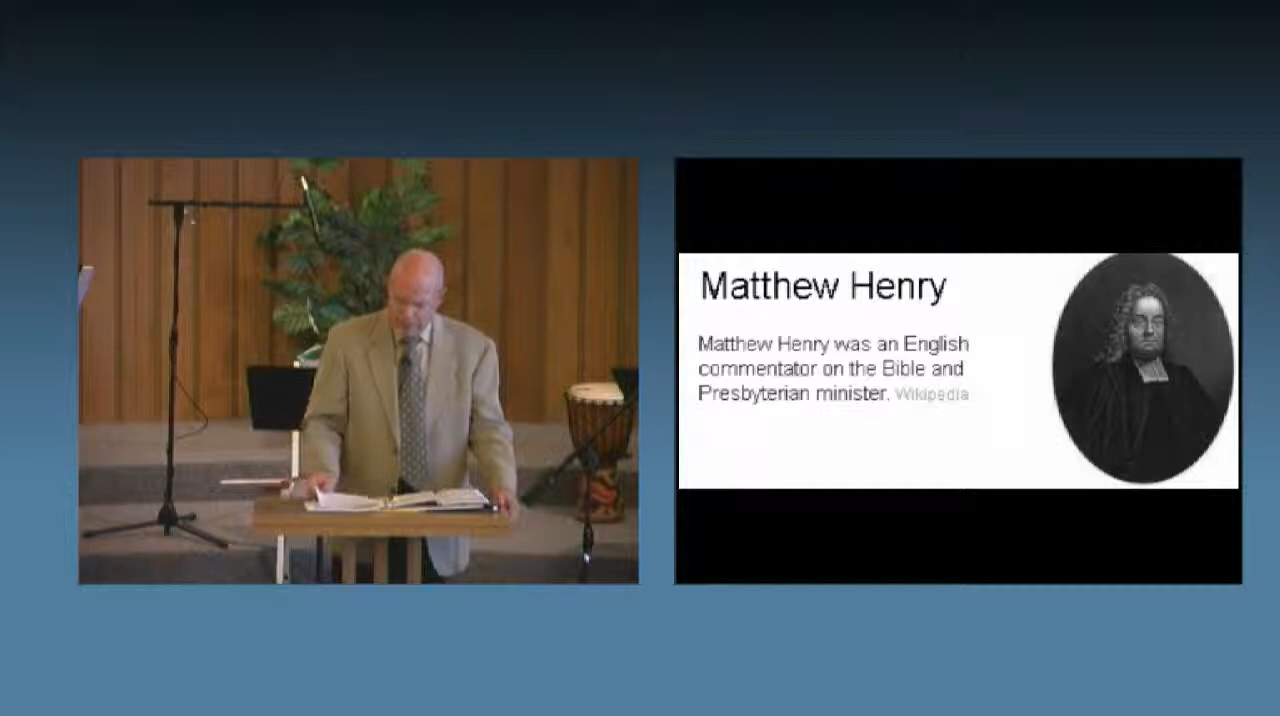 Matthew Henry
Matthew Henry was an English
commentator on the Bible and
Presbyterian minister. Wikipedia